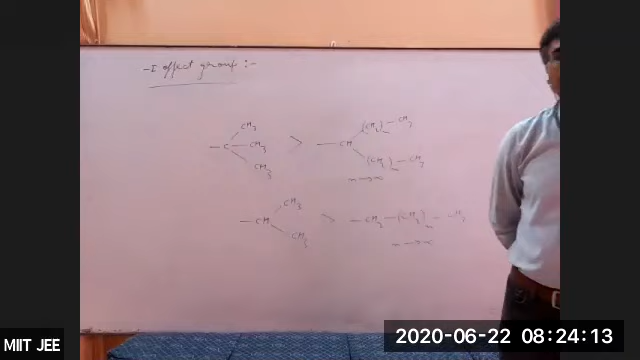 -I effect group :-
- C - CH3 CH3 CH3 > - CH (CH2)n - CH3 (CH2)n - CH3
n → ∞
- CH CH3 CH3 > - CH2 - (CH2)n - CH3
n → ∞
MIIT JEE
2020-06-22 08:24:13